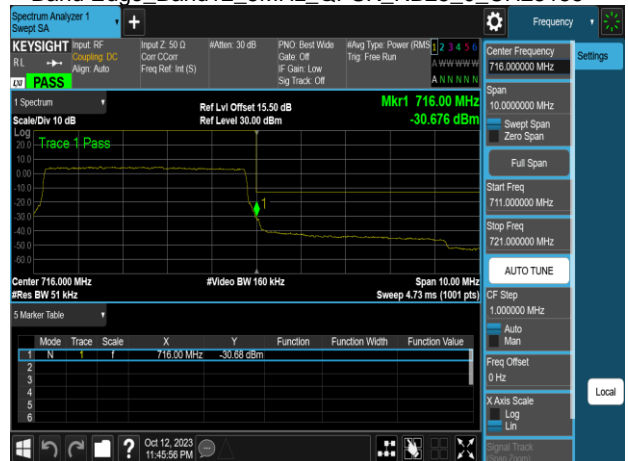 Spectrum Analyzer 1
Swept SA
Frequency
KEYSIGHT
Input: RF
Input Z: 50 Ω
#Atten: 30 dB
PNO: Best Wide
#Avg Type: Power (RMS
1 2 3 4 5 6
RL
Coupling: DC
Corr CCorr
Gate: Off
Trig: Free Run
A WW W W W
Align: Auto
Freq Ref: Int (S)
IF Gain: Low
LXI
PASS
Sig Track: Off
A N N N N N
1 Spectrum
Ref Lvl Offset 15.50 dB
Mkr1 716.00 MHz
Scale/Div 10 dB
Ref Level 30.00 dBm
-30.676 dBm
Log
Trace 1 Pass
20.0
10.0
0.00
-10.0
-20.0
-30.0
-40.0
-50.0
-60.0
1
Center 716.000 MHz
#Video BW 160 kHz
Span 10.00 MHz
#Res BW 51 kHz
Sweep 4.73 ms (1001 pts)
5 Marker Table
Mode Trace Scale X Y Function Function Width Function Value
1 N 1 f 716.00 MHz -30.68 dBm
2
3
4
5
6
Oct 12, 2023
11:45:56 PM
Center Frequency
716.000000 MHz
Settings
Span
10.0000000 MHz
Swept Span
Zero Span
Full Span
Start Freq
711.000000 MHz
Stop Freq
721.000000 MHz
AUTO TUNE
CF Step
1.000000 MHz
Auto
Man
Freq Offset
0 Hz
X Axis Scale
Log
Lin
Local
Signal Track
(Span Zoom)